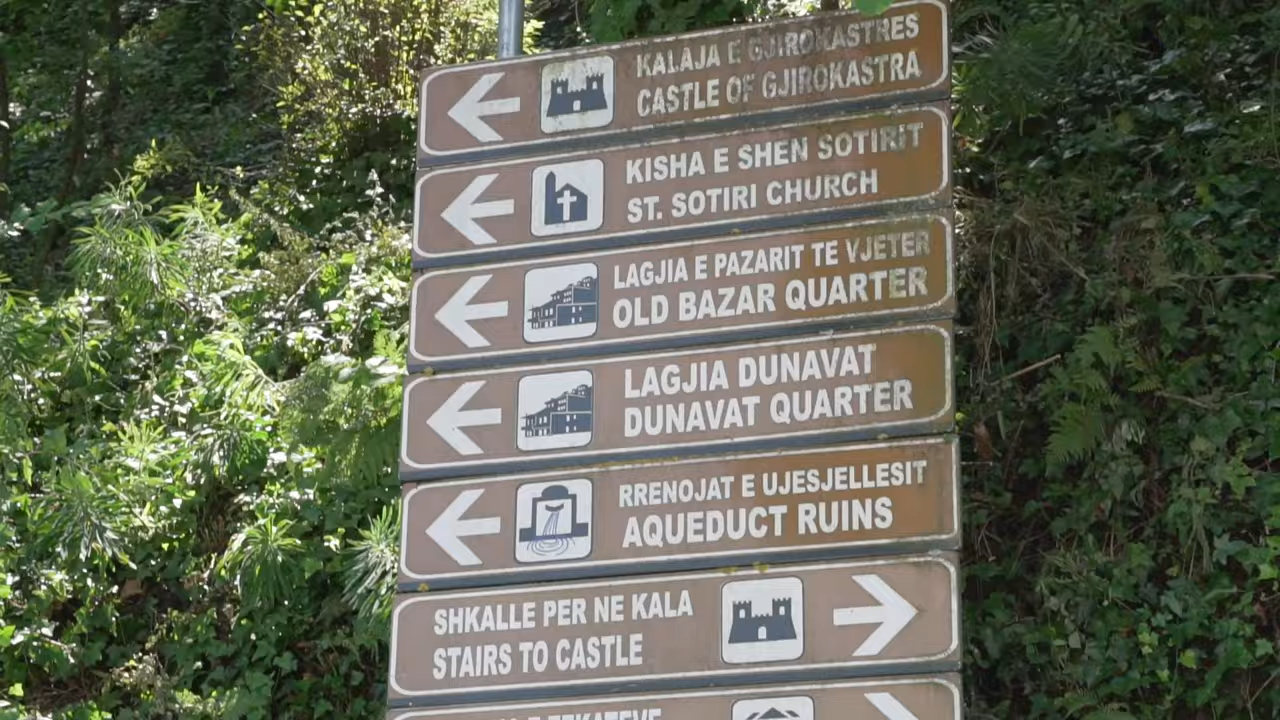 KALAJA E GJIROKASTRES
CASTLE OF GJIROKASTRA
KISHA E SHEN SOTIRIT
ST. SOTIRI CHURCH
LAGJIA E PAZARIT TE VJETER
OLD BAZAR QUARTER
LAGJIA DUNAVAT
DUNAVAT QUARTER
RRENOJAT E UJESJELLESIT
AQUEDUCT RUINS
SHKALLE PER NE KALA
STAIRS TO CASTLE